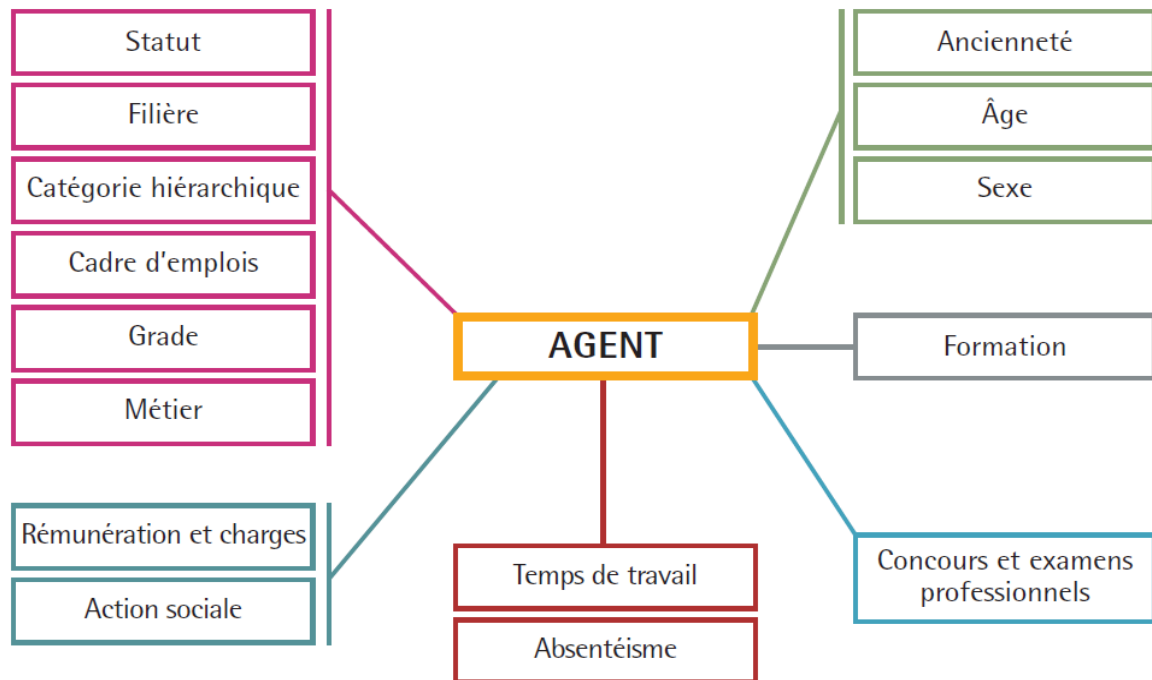 Statut
Filière
Catégorie hiérarchique
Cadre d'emplois
Grade
Métier
Rémunération et charges
Action sociale
AGENT
Temps de travail
Absentéisme
Ancienneté
Âge
Sexe
Formation
Concours et examens
professionnels